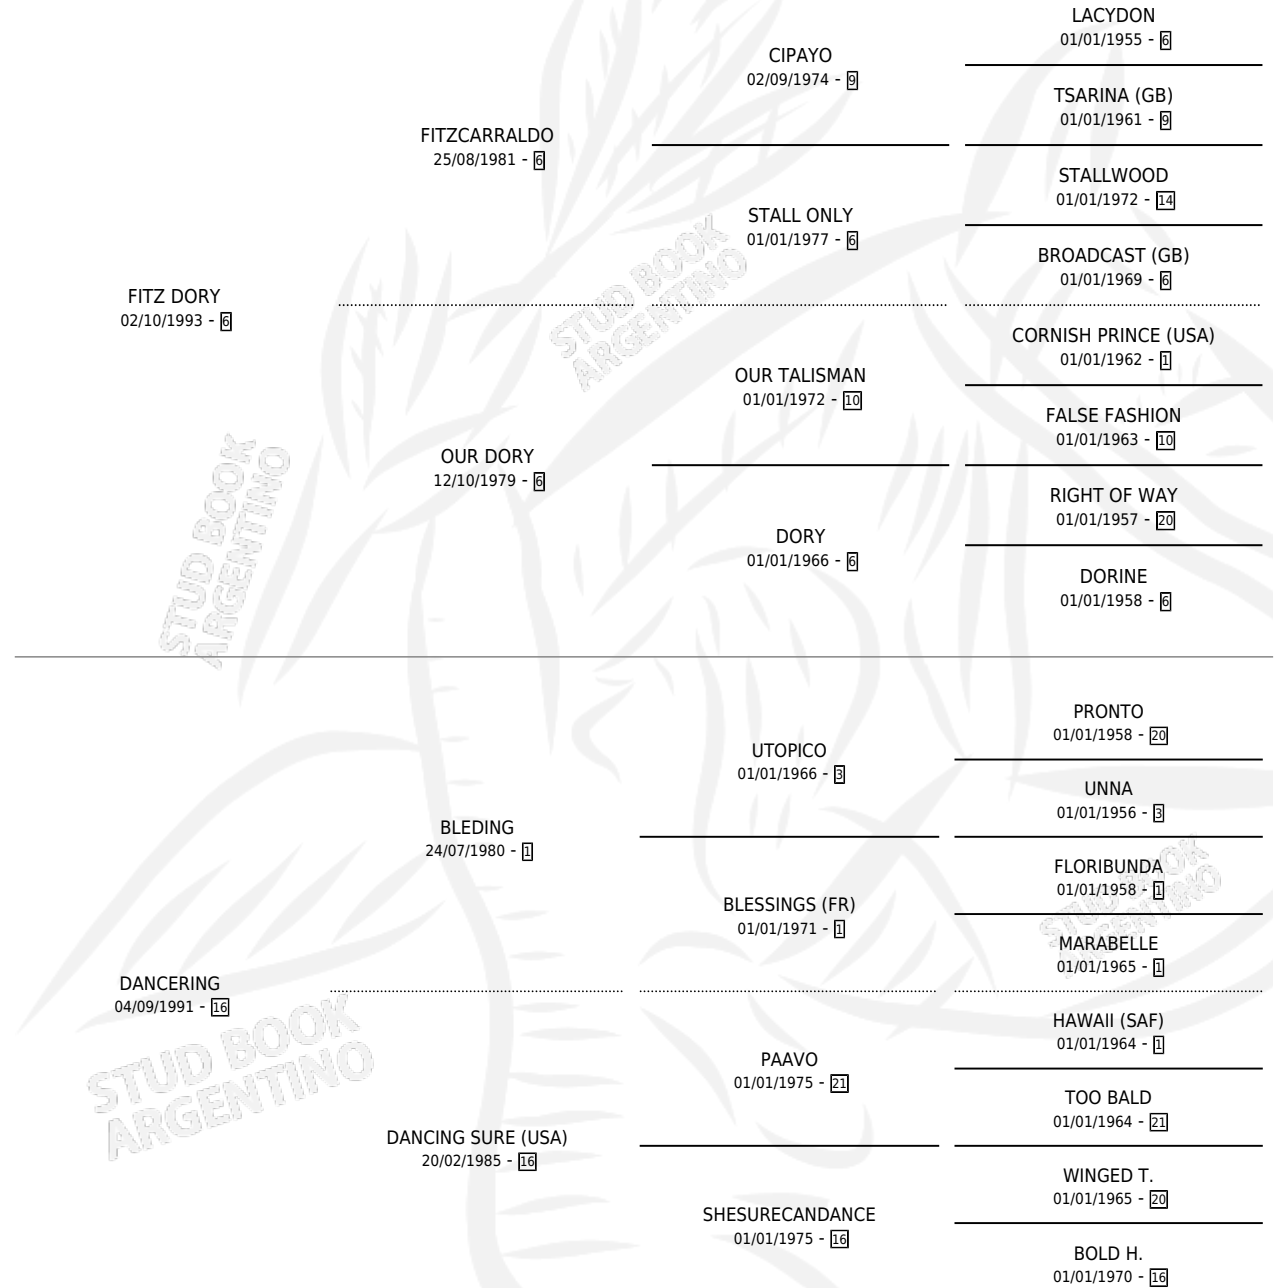 LACYDON
01/01/1955 - 6
CIPAYO
02/09/1974 - 9
TSARINA (GB)
01/01/1961 - 9
FITZCARRALDO
25/08/1981 - 6
STALLWOOD
01/01/1972 - 14
STALL ONLY
01/01/1977 - 6
BROADCAST (GB)
01/01/1969 - 6
FITZ DORY
02/10/1993 - 6
STUD BOOK
ARGENTINO
CORNISH PRINCE (USA)
01/01/1962 - 1
OUR TALISMAN
01/01/1972 - 10
FALSE FASHION
01/01/1963 - 10
OUR DORY
12/10/1979 - 6
RIGHT OF WAY
01/01/1957 - 20
DORY
01/01/1966 - 6
DORINE
01/01/1958 - 6
STUD BOOK
ARGENTINO
PRONTO
01/01/1958 - 20
UTOPICO
01/01/1966 - 3
UNNA
01/01/1956 - 3
BLEDING
24/07/1980 - 1
FLORIBUNDA
01/01/1958 - 1
BLESSINGS (FR)
01/01/1971 - 1
MARABELLE
01/01/1965 - 1
STUD BOOK
ARGENTINO
DANCERING
04/09/1991 - 16
HAWAII (SAF)
01/01/1964 - 1
PAAVO
01/01/1975 - 21
TOO BALD
01/01/1964 - 21
STUD BOOK
ARGENTINO
DANCING SURE (USA)
20/02/1985 - 16
WINGED T.
01/01/1965 - 20
SHESURECANDANCE
01/01/1975 - 16
BOLD H.
01/01/1970 - 16